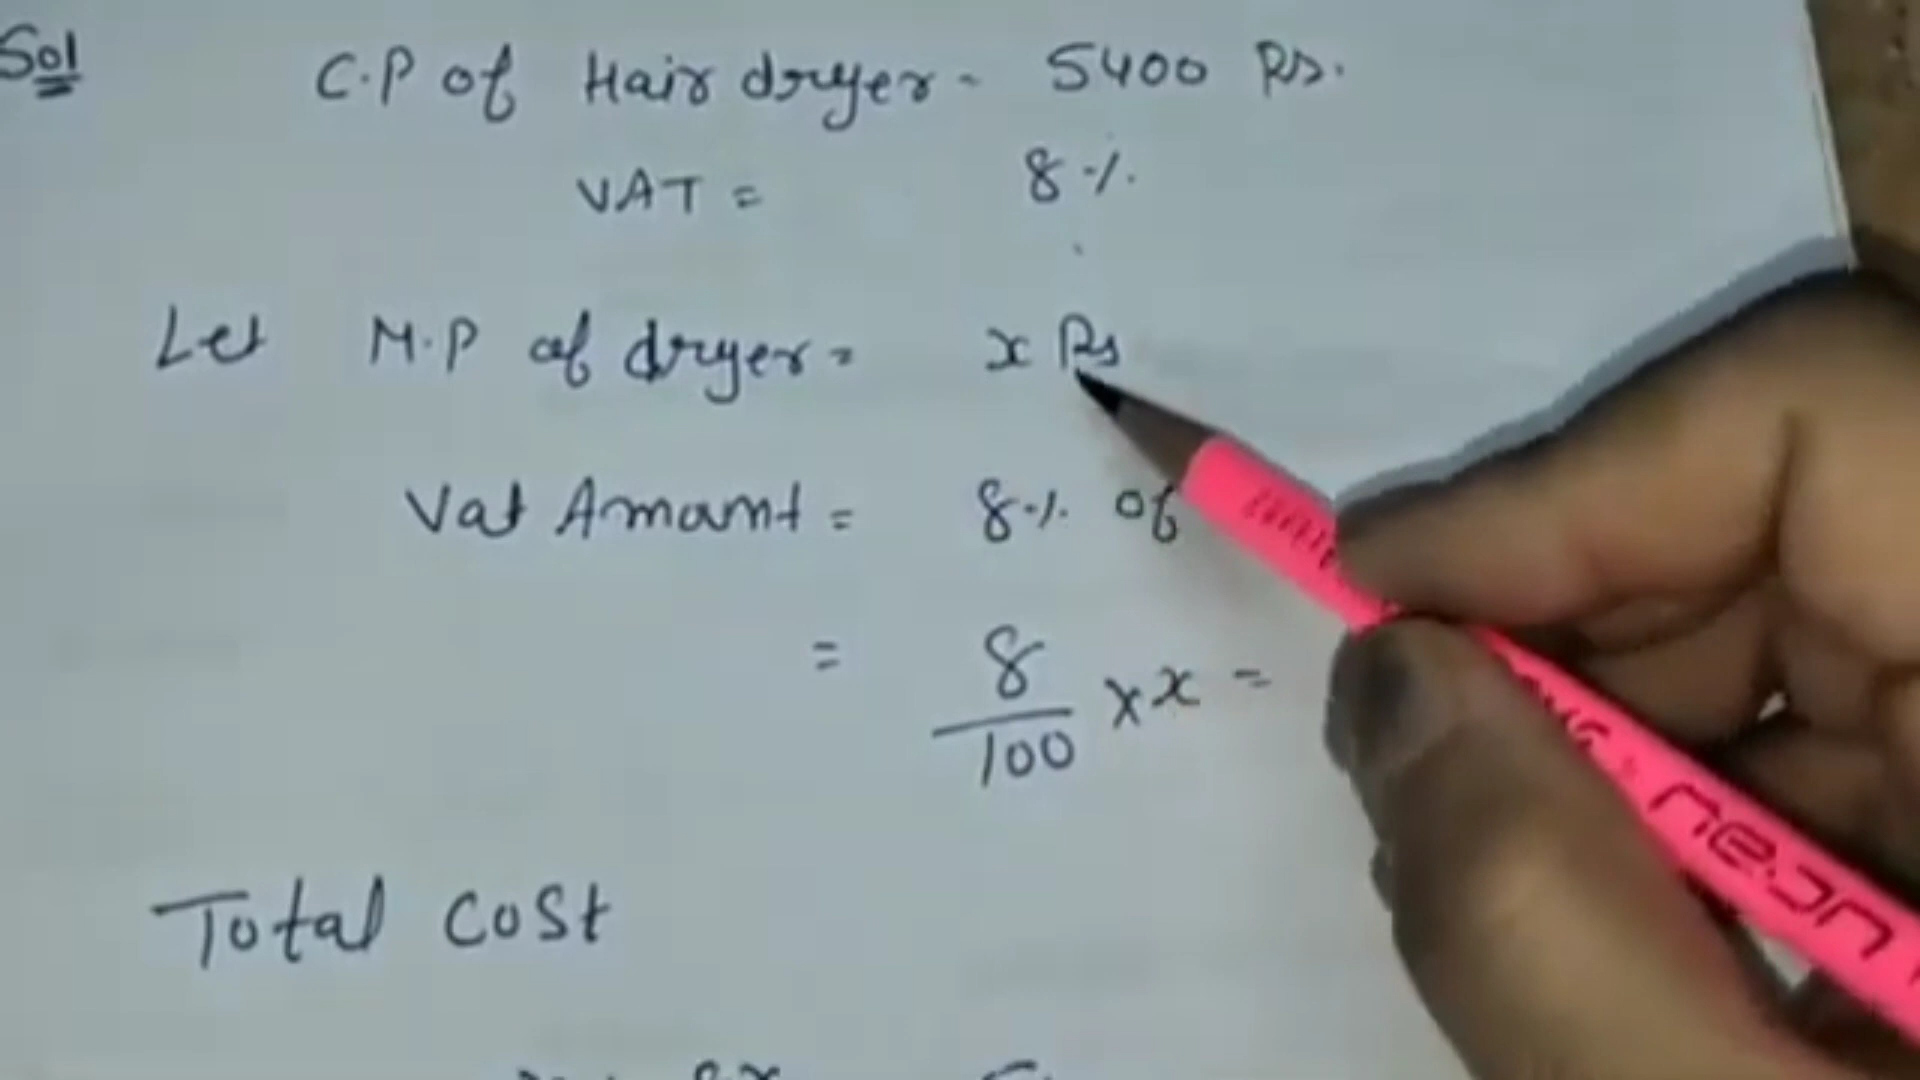 Sol
C.P of Hair dryer - 5400 Rs.
VAT = 8 %
Let M.P of dryer = x Rs
Vat Amount = 8% of
= 8/100 × x =
Total Cost
neon